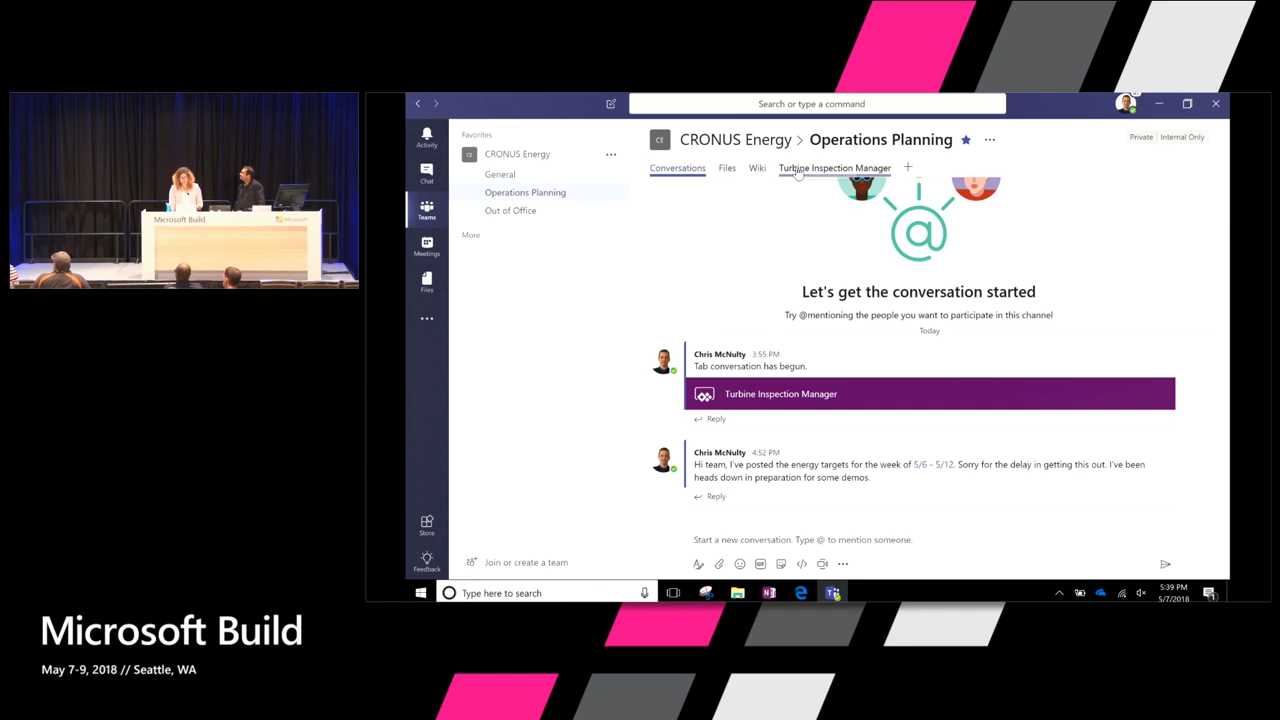 Search or type a command
Activity
Chat
Teams
Meetings
Files
Store
Feedback
Favorites
CE
CRONUS Energy
General
Operations Planning
Out of Office
More
Join or create a team
CE
CRONUS Energy > Operations Planning
Private | Internal Only
Conversations
Files
Wiki
Turbine Inspection Manager
Let's get the conversation started
Try @mentioning the people you want to participate in this channel
Today
Chris McNulty 3:55 PM
Tab conversation has begun.
Turbine Inspection Manager
Reply
Chris McNulty 4:52 PM
Hi team, I've posted the energy targets for the week of 5/6 - 5/12. Sorry for the delay in getting this out. I've been
heads down in preparation for some demos.
Reply
Start a new conversation. Type @ to mention someone.
GIF
Type here to search
5:39 PM
5/7/2018
Microsoft Build
Microsoft
Microsoft Build
May 7-9, 2018 // Seattle, WA